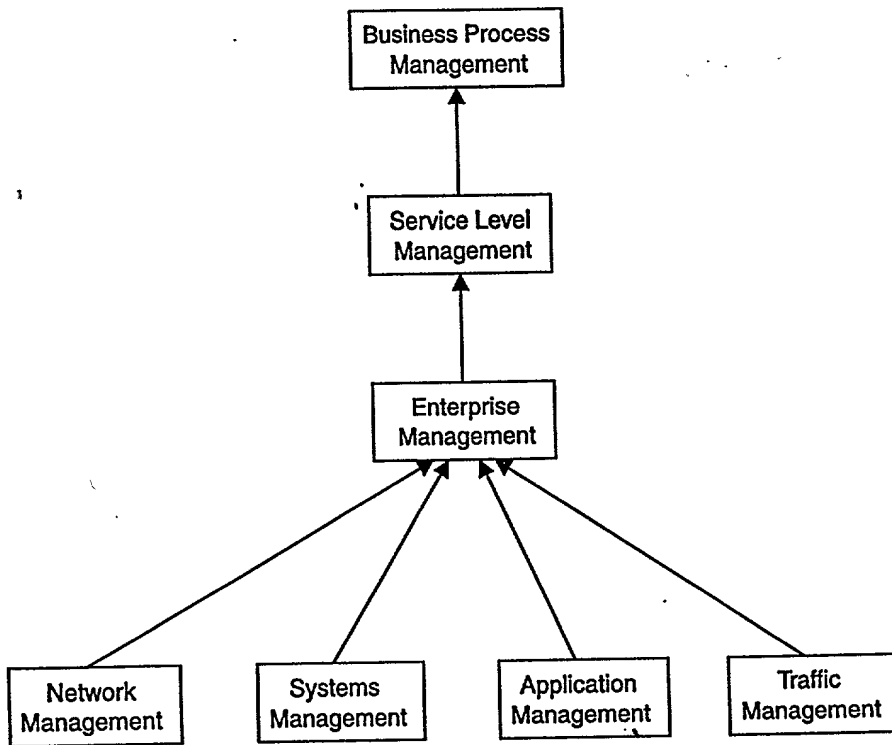 Business Process
Management
Service Level
Management
Enterprise
Management
Network
Management
Systems
Management
Application
Management
Traffic
Management